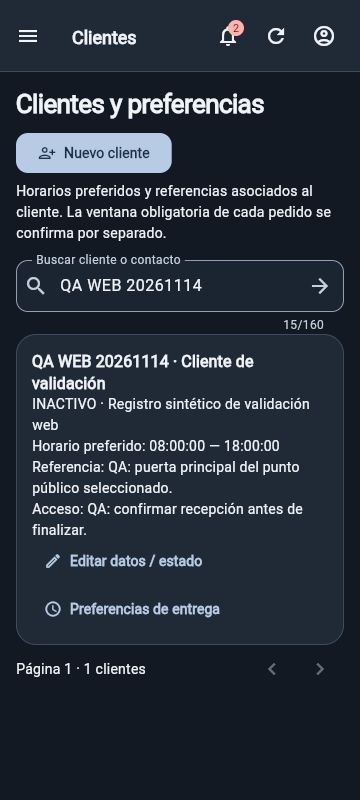 Clientes
2
Clientes y preferencias
Nuevo cliente
Horarios preferidos y referencias asociados al
cliente. La ventana obligatoria de cada pedido se
confirma por separado.
Buscar cliente o contacto
QA WEB 20261114
15/160
QA WEB 20261114 · Cliente de
validación
INACTIVO · Registro sintético de validación
web
Horario preferido: 08:00:00 — 18:00:00
Referencia: QA: puerta principal del punto
público seleccionado.
Acceso: QA: confirmar recepción antes de
finalizar.
Editar datos / estado
Preferencias de entrega
Página 1 · 1 clientes